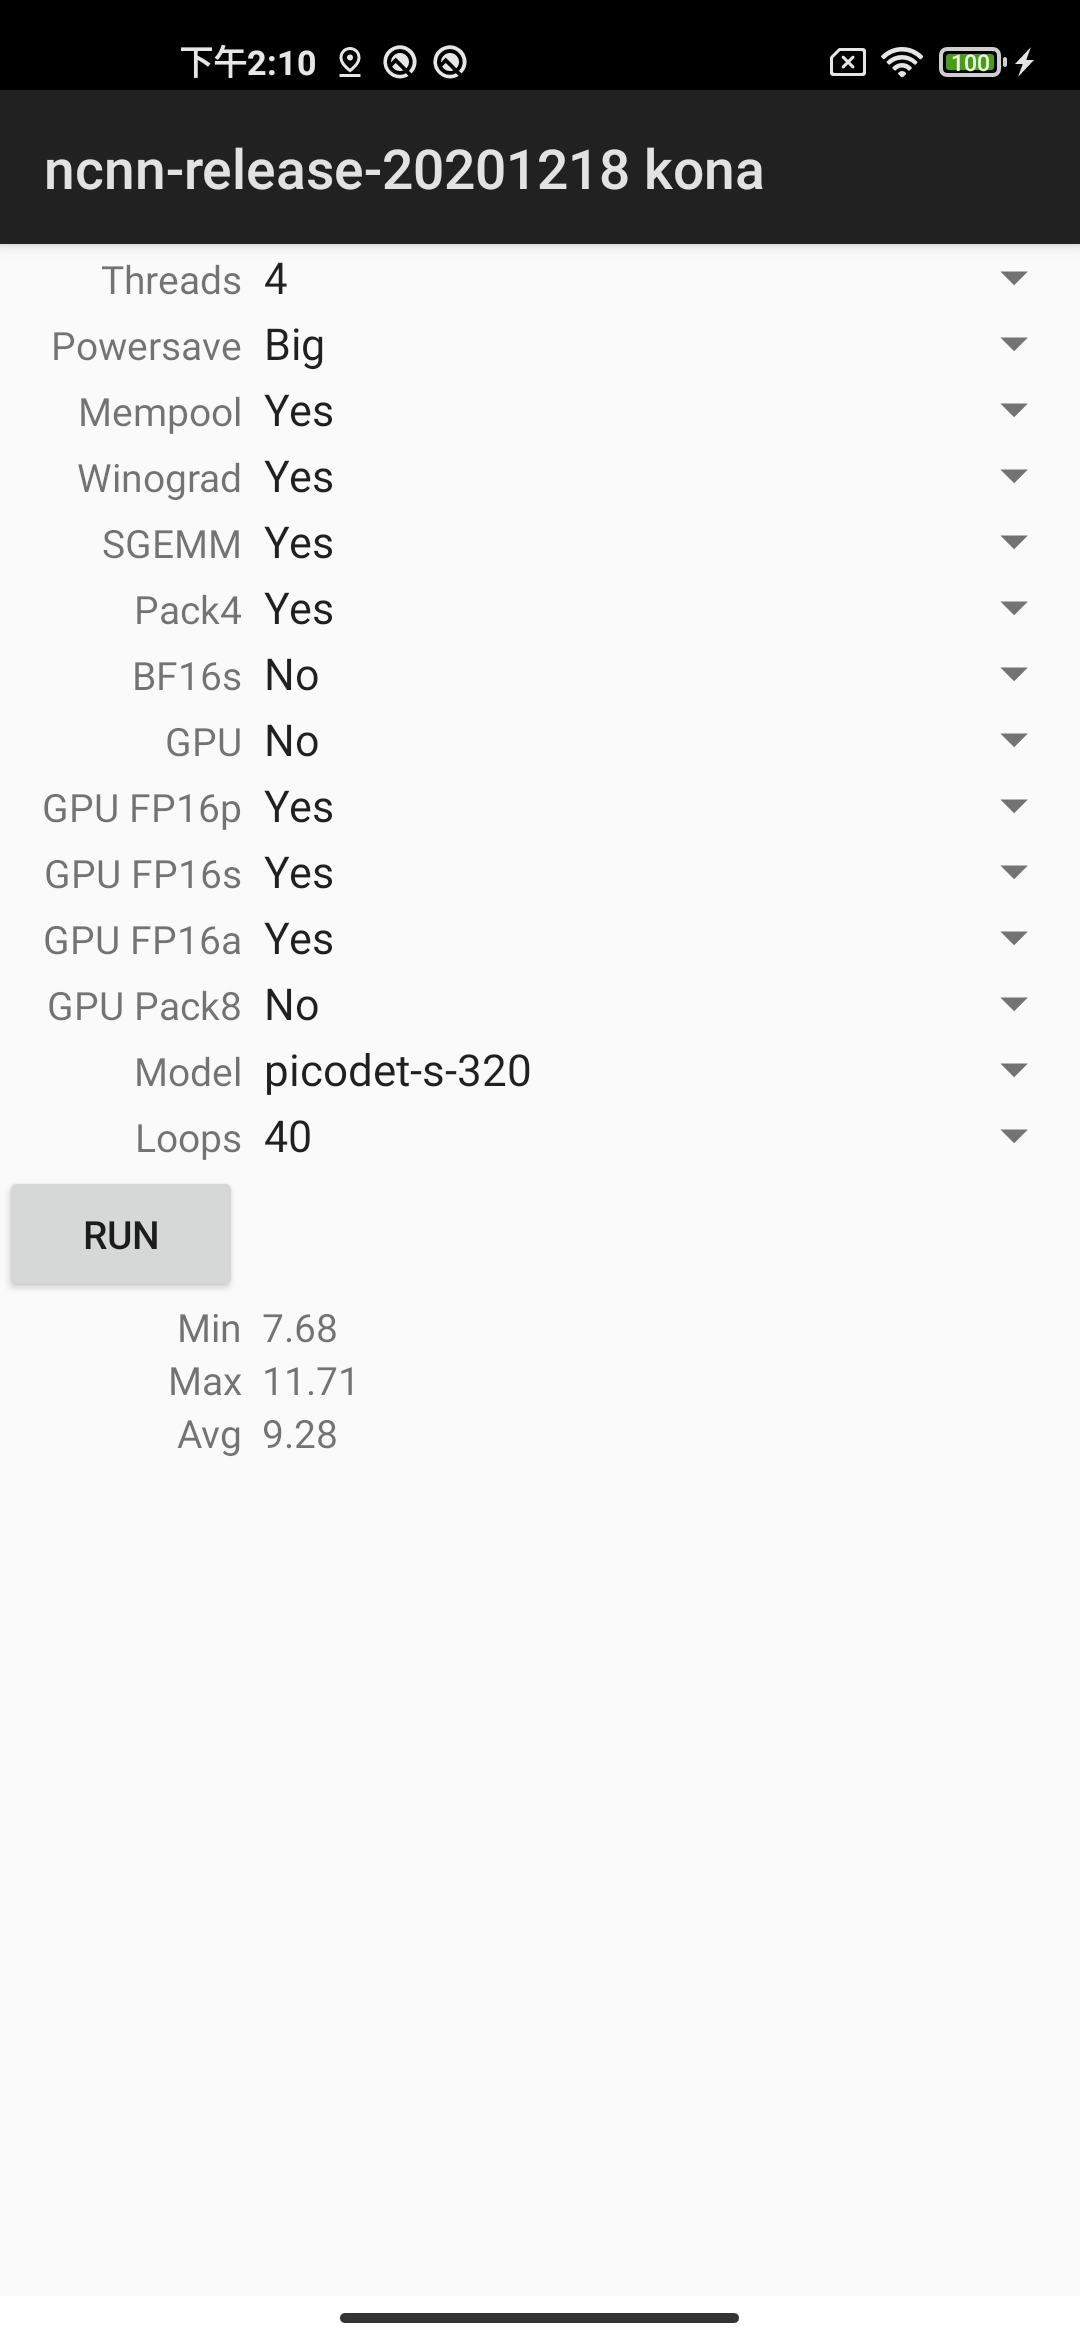 下午2:10 100
ncnn-release-20201218 kona
Threads 4
Powersave Big
Mempool Yes
Winograd Yes
SGEMM Yes
Pack4 Yes
BF16s No
GPU No
GPU FP16p Yes
GPU FP16s Yes
GPU FP16a Yes
GPU Pack8 No
Model picodet-s-320
Loops 40
RUN
Min 7.68
Max 11.71
Avg 9.28